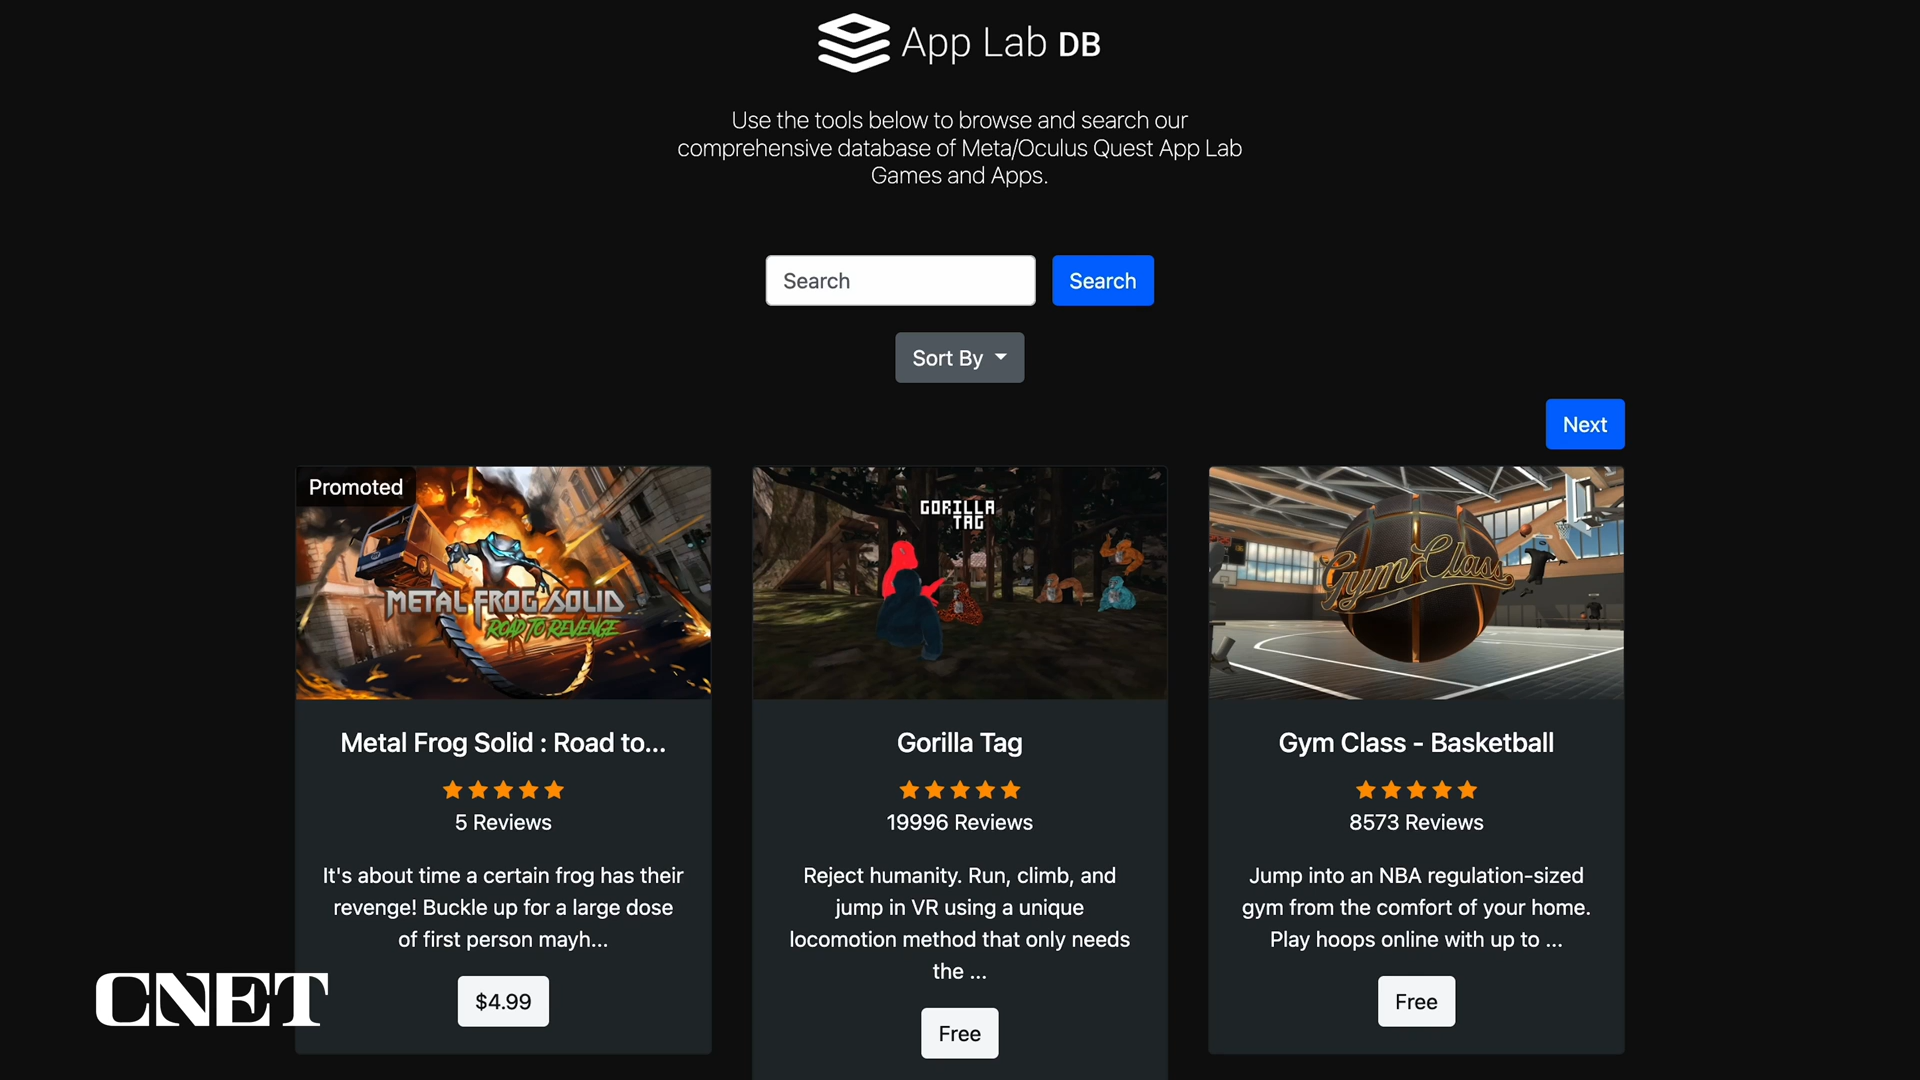 App Lab DB
Use the tools below to browse and search our
comprehensive database of Meta/Oculus Quest App Lab
Games and Apps.
Search
Search
Sort By
Next
Promoted
METAL FROG SOLID
ROAD TO REVENGE
GORILLA
TAG
Gym Class
Metal Frog Solid : Road to...
5 Reviews
It's about time a certain frog has their
revenge! Buckle up for a large dose
of first person mayh...
$4.99
Gorilla Tag
19996 Reviews
Reject humanity. Run, climb, and
jump in VR using a unique
locomotion method that only needs
the ...
Free
Gym Class - Basketball
8573 Reviews
Jump into an NBA regulation-sized
gym from the comfort of your home.
Play hoops online with up to ...
Free
CNET